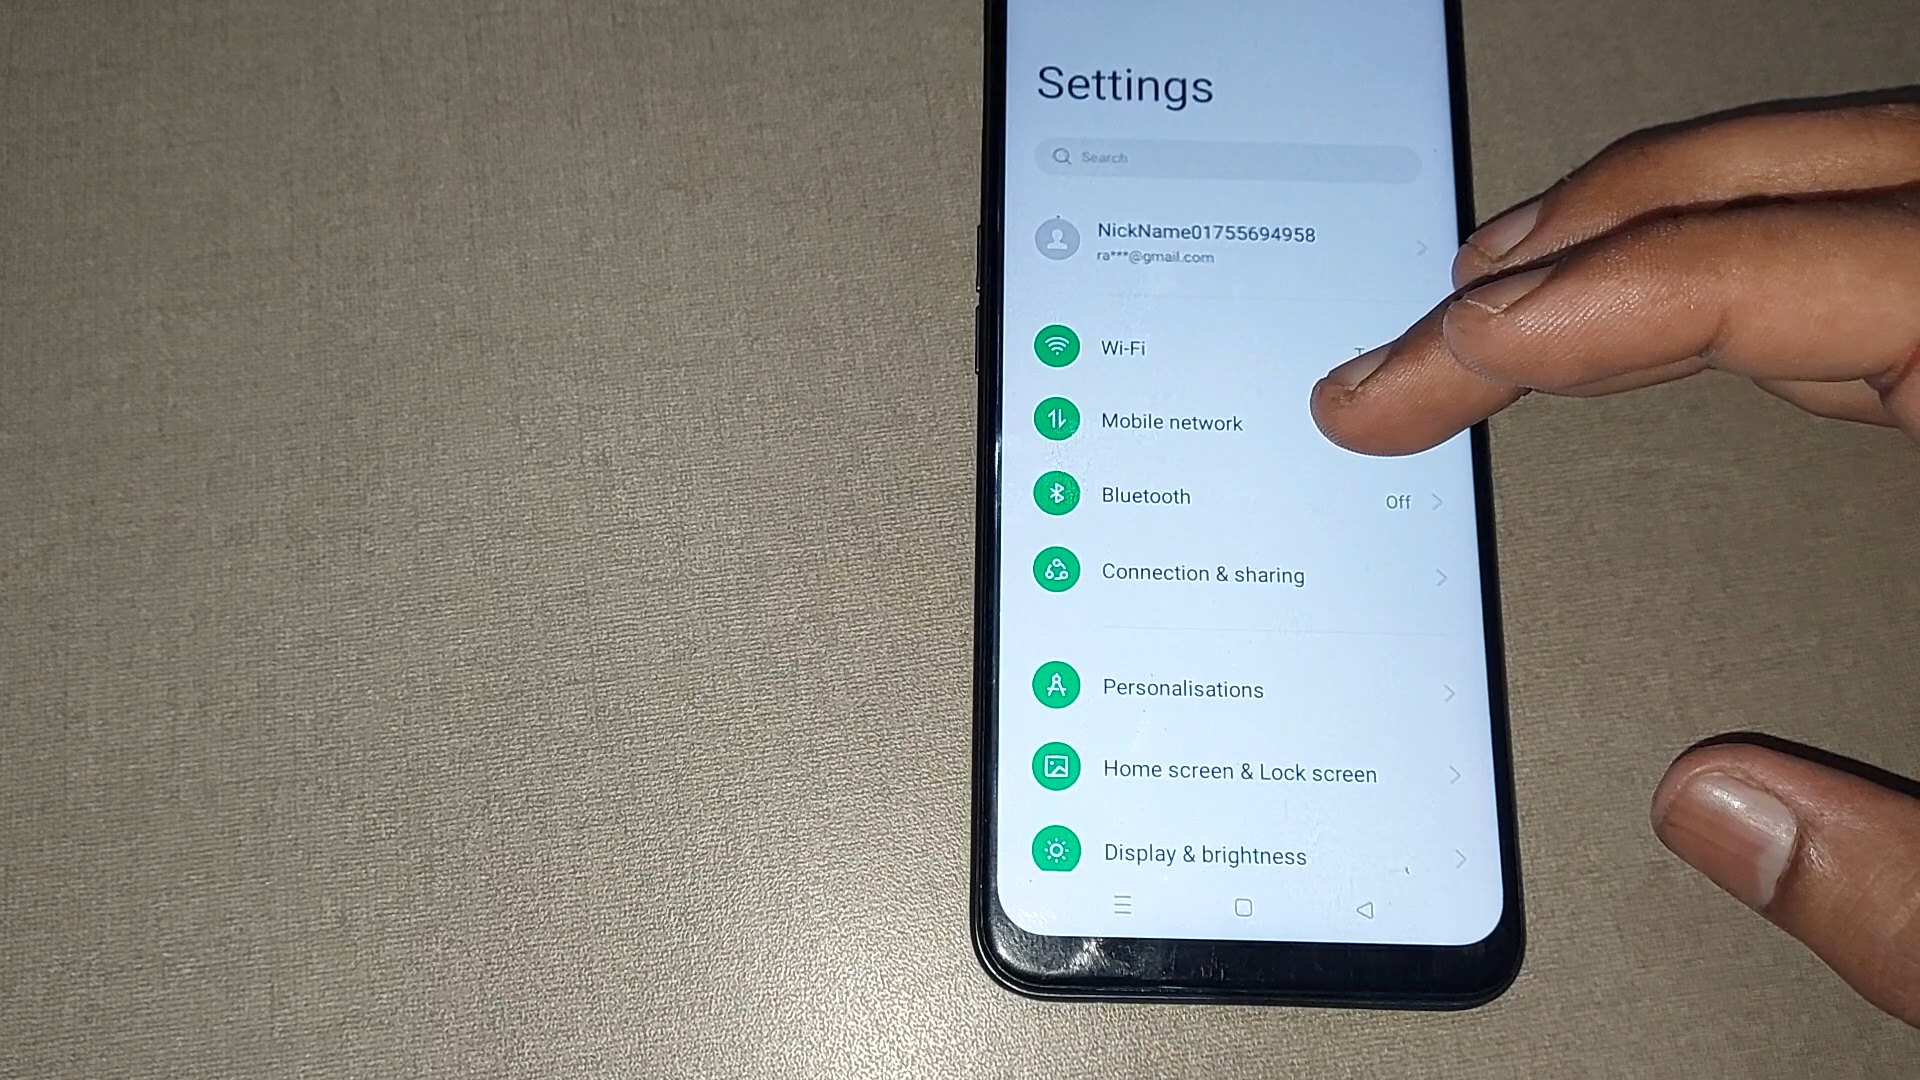 Settings
Search
NickName01755694958
ra***@gmail.com
Wi-Fi
Mobile network
Bluetooth Off
Connection & sharing
Personalisations
Home screen & Lock screen
Display & brightness